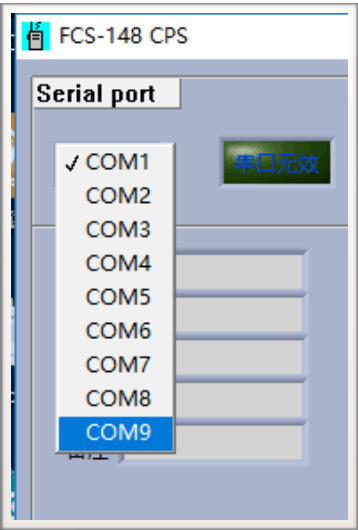 FCS-148 CPS
Serial port
✓ COM1
串口无效
COM2
COM3
COM4
COM5
COM6
COM7
COM8
COM9